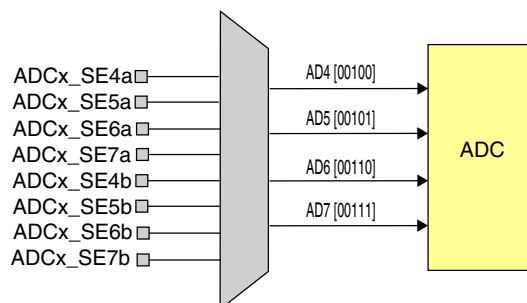 ADCx_SE4a
ADCx_SE5a
ADCx_SE6a
ADCx_SE7a
ADCx_SE4b
ADCx_SE5b
ADCx_SE6b
ADCx_SE7b
AD4 [00100]
AD5 [00101]
AD6 [00110]
AD7 [00111]
ADC